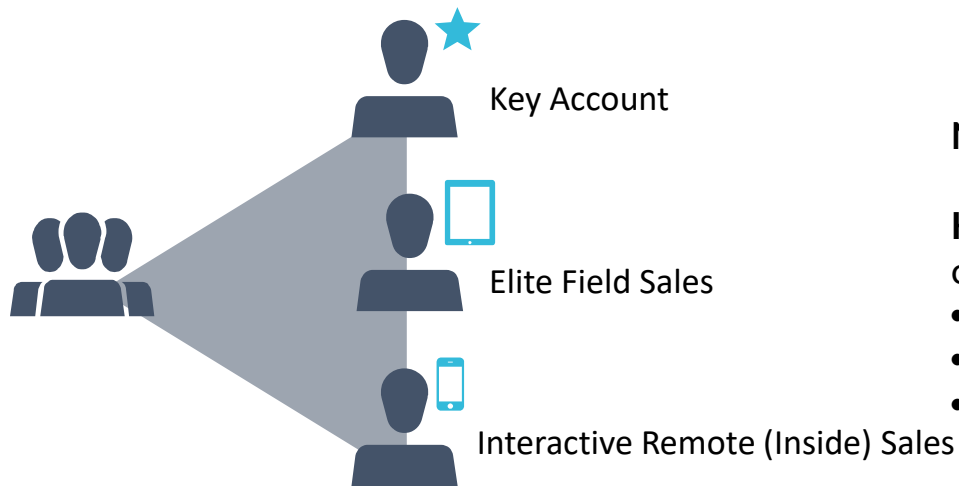 Key Account
Elite Field Sales
Interactive Remote (Inside) Sales